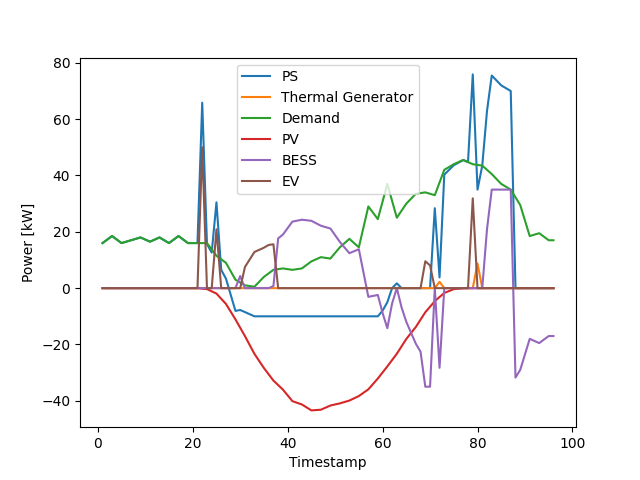 80
60
40
20
0
−20
−40
Power [kW]
PS
Thermal Generator
Demand
PV
BESS
EV
0 20 40 60 80 100
Timestamp